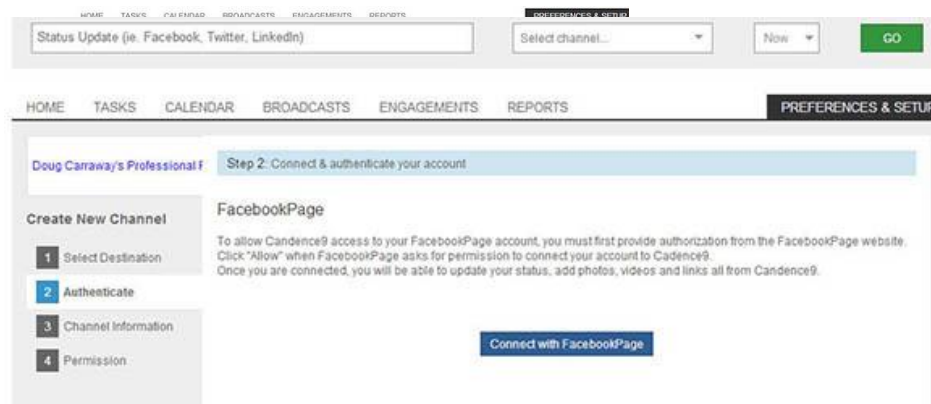 HOME TASKS CALENDAR BROADCASTS ENGAGEMENTS REPORTS PREFERENCES & SETUP
Status Update (ie. Facebook, Twitter, LinkedIn) Select channel... Now GO
HOME TASKS CALENDAR BROADCASTS ENGAGEMENTS REPORTS PREFERENCES & SETUP
Doug Carraway's Professional F
Step 2: Connect & authenticate your account
Create New Channel
1 Select Destination
2 Authenticate
3 Channel Information
4 Permission
FacebookPage
To allow Candence9 access to your FacebookPage account, you must first provide authorization from the FacebookPage website.
Click "Allow" when FacebookPage asks for permission to connect your account to Cadence9.
Once you are connected, you will be able to update your status, add photos, videos and links all from Candence9.
Connect with FacebookPage